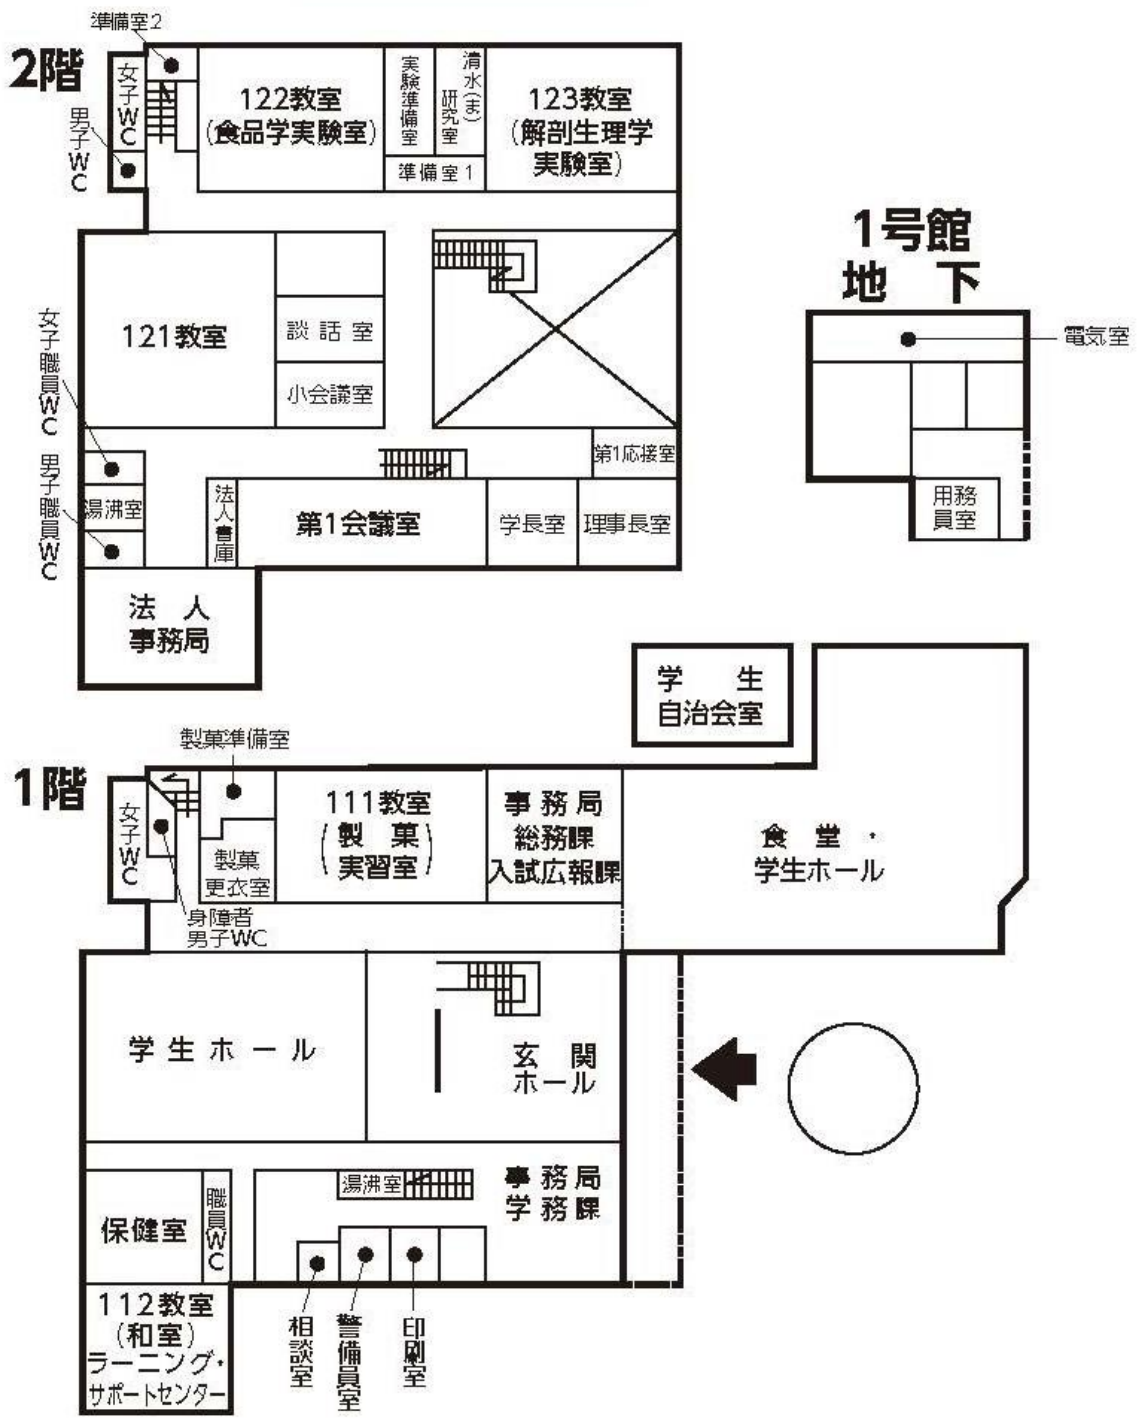 準備室2
2階
女子WC
男子WC
122教室
(食品学実験室)
実験準備室
清水(ま)
研究室
準備室1
123教室
(解剖生理学
実験室)
1号館
地 下
電気室
用務
員室
121教室
談話室
小会議室
女子職員WC
湯沸室
男子職員WC
第1応接室
法人書庫
第1会議室
学長室
理事長室
法 人
事務局
学 生
自治会室
製菓準備室
1階
女子WC
製菓
更衣室
身障者
男子WC
111教室
(製 菓
実習室)
事務局
総務課
入試広報課
食 堂・
学生ホール
学生ホール
玄 関
ホール
湯沸室
事務局
学務課
保健室
職員WC
112教室
(和室)
ラーニング・
サポートセンター
相談室
警備員室
印刷室